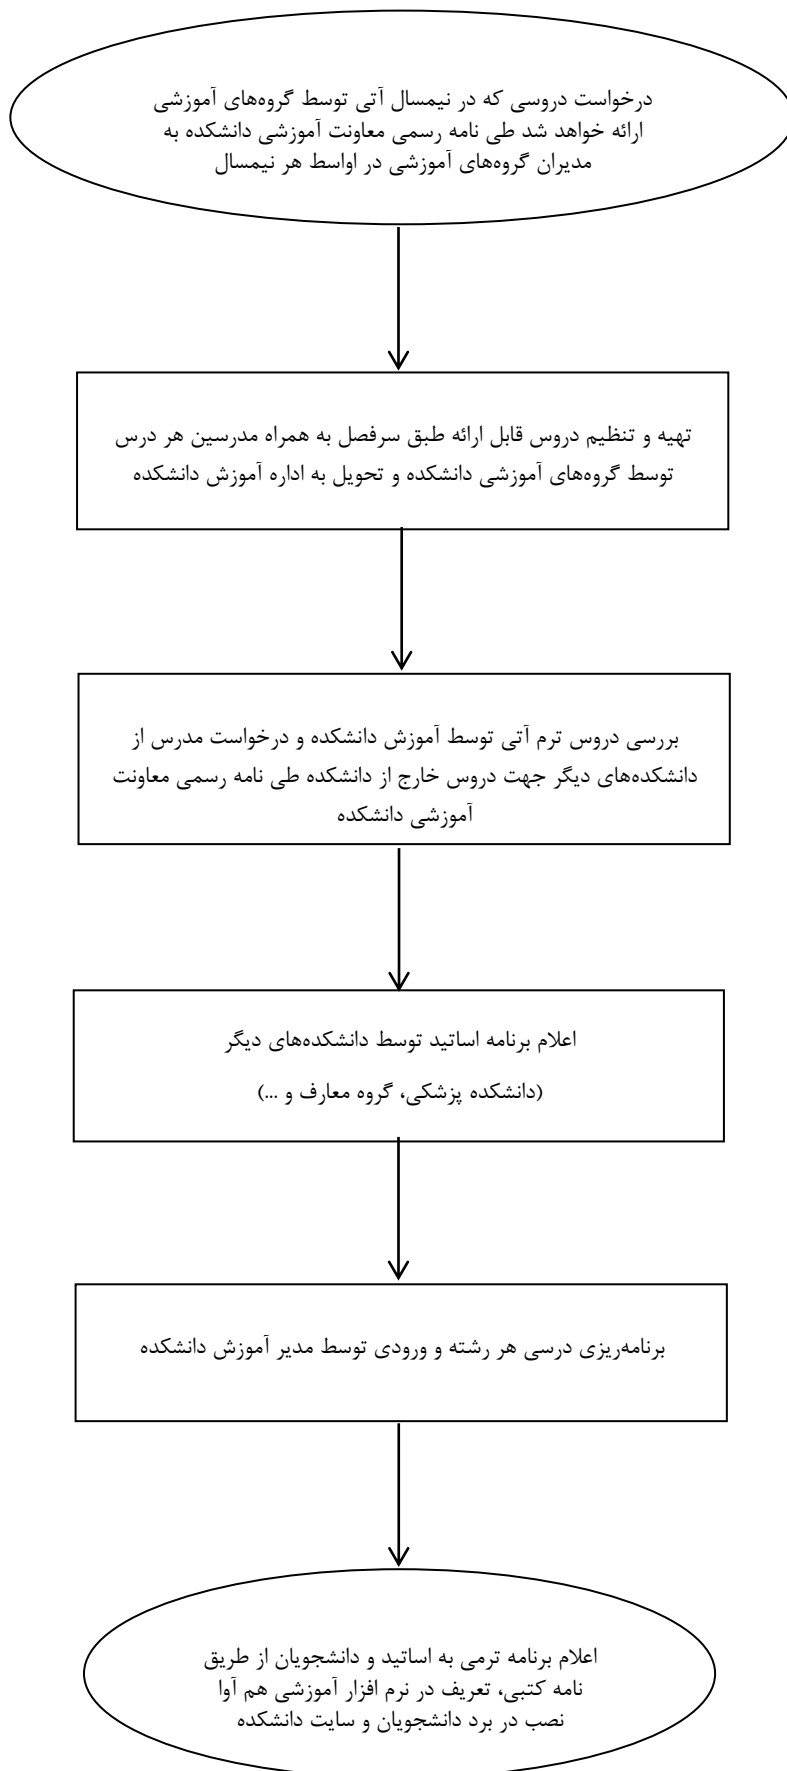 درخواست دروسی که در نیمسال آتی توسط گروه‌های آموزشی
ارائه خواهد شد طی نامه رسمی معاونت آموزشی دانشکده به
مدیران گروه‌های آموزشی در اواسط هر نیمسال
تهیه و تنظیم دروس قابل ارائه طبق سرفصل به همراه مدرسین هر درس
توسط گروه‌های آموزشی دانشکده و تحویل به اداره آموزش دانشکده
بررسی دروس ترم آتی توسط آموزش دانشکده و درخواست مدرس از
دانشکده‌های دیگر جهت دروس خارج از دانشکده طی نامه رسمی معاونت
آموزشی دانشکده
اعلام برنامه اساتید توسط دانشکده‌های دیگر
(دانشکده پزشکی، گروه معارف و ...)
برنامه‌ریزی درسی هر رشته و ورودی توسط مدیر آموزش دانشکده
اعلام برنامه ترمی به اساتید و دانشجویان از طریق
نامه کتبی، تعریف در نرم افزار آموزشی هم آوا
نصب در برد دانشجویان و سایت دانشکده